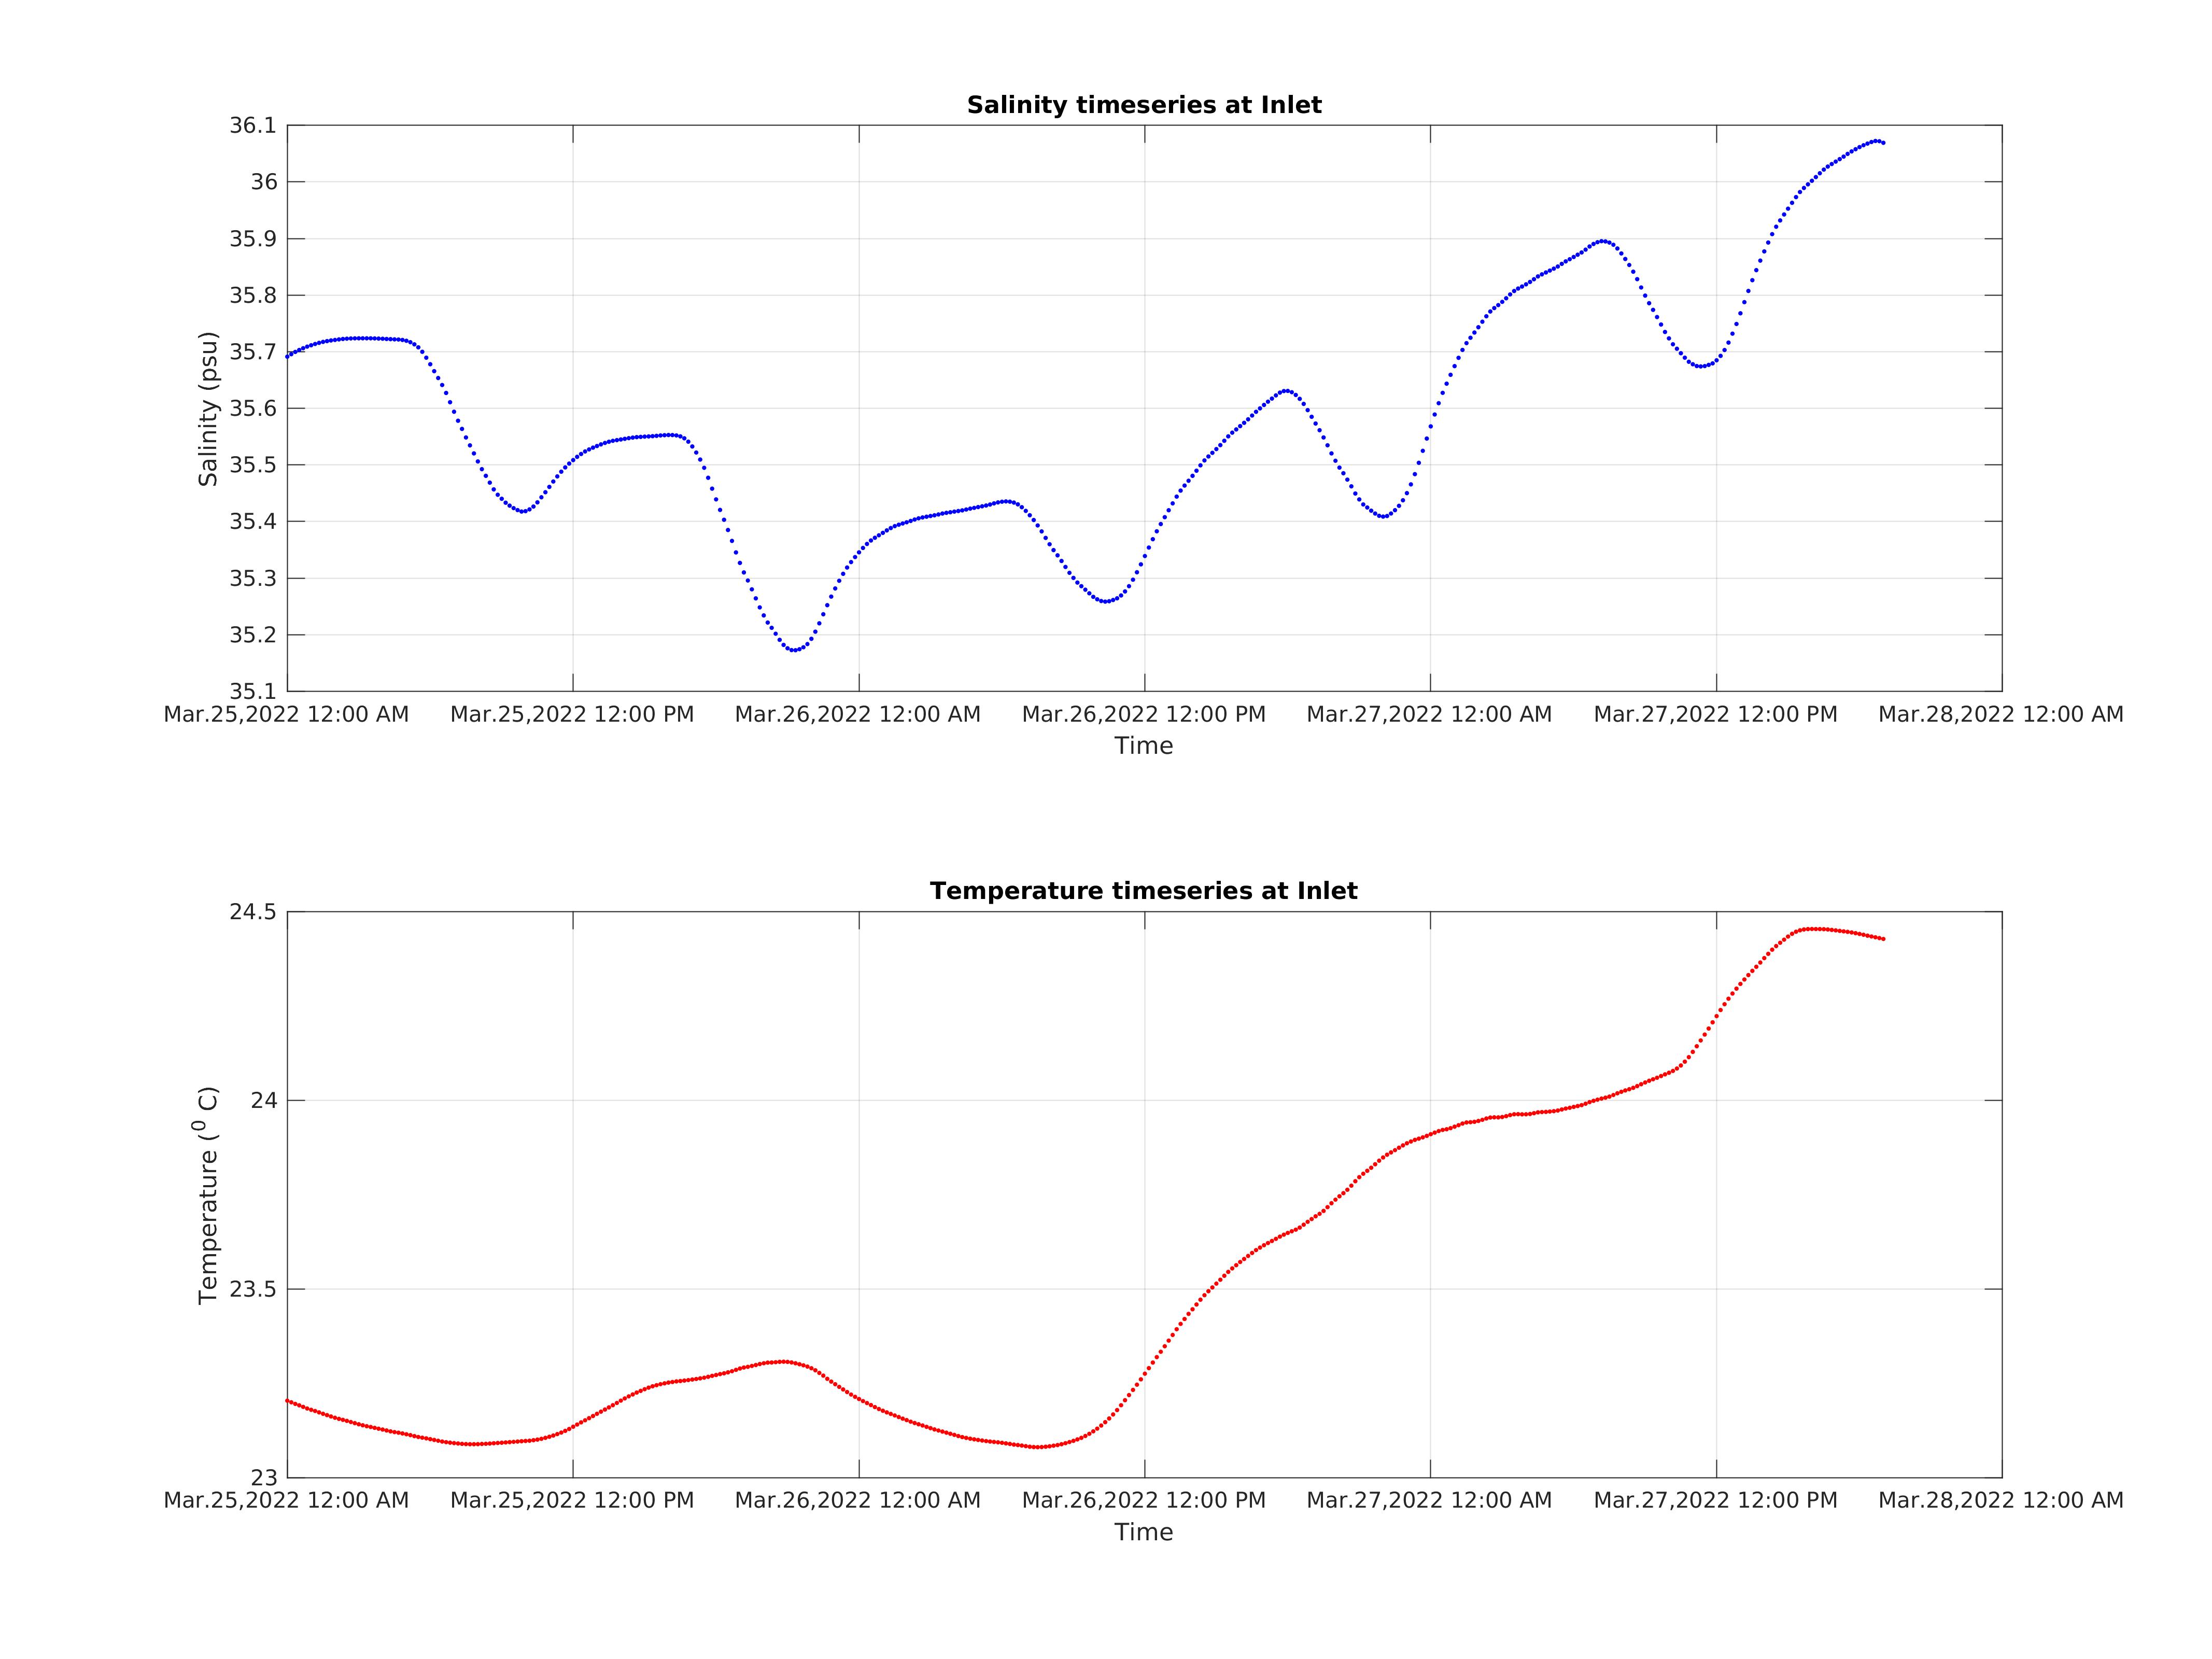 Salinity timeseries at Inlet
36.1
36
35.9
35.8
35.7
35.6
35.5
35.4
35.3
35.2
35.1
Salinity (psu)
Mar.25,2022 12:00 AM Mar.25,2022 12:00 PM Mar.26,2022 12:00 AM Mar.26,2022 12:00 PM Mar.27,2022 12:00 AM Mar.27,2022 12:00 PM Mar.28,2022 12:00 AM
Time
Temperature timeseries at Inlet
24.5
24
23.5
23
Temperature (⁰ C)
Mar.25,2022 12:00 AM Mar.25,2022 12:00 PM Mar.26,2022 12:00 AM Mar.26,2022 12:00 PM Mar.27,2022 12:00 AM Mar.27,2022 12:00 PM Mar.28,2022 12:00 AM
Time